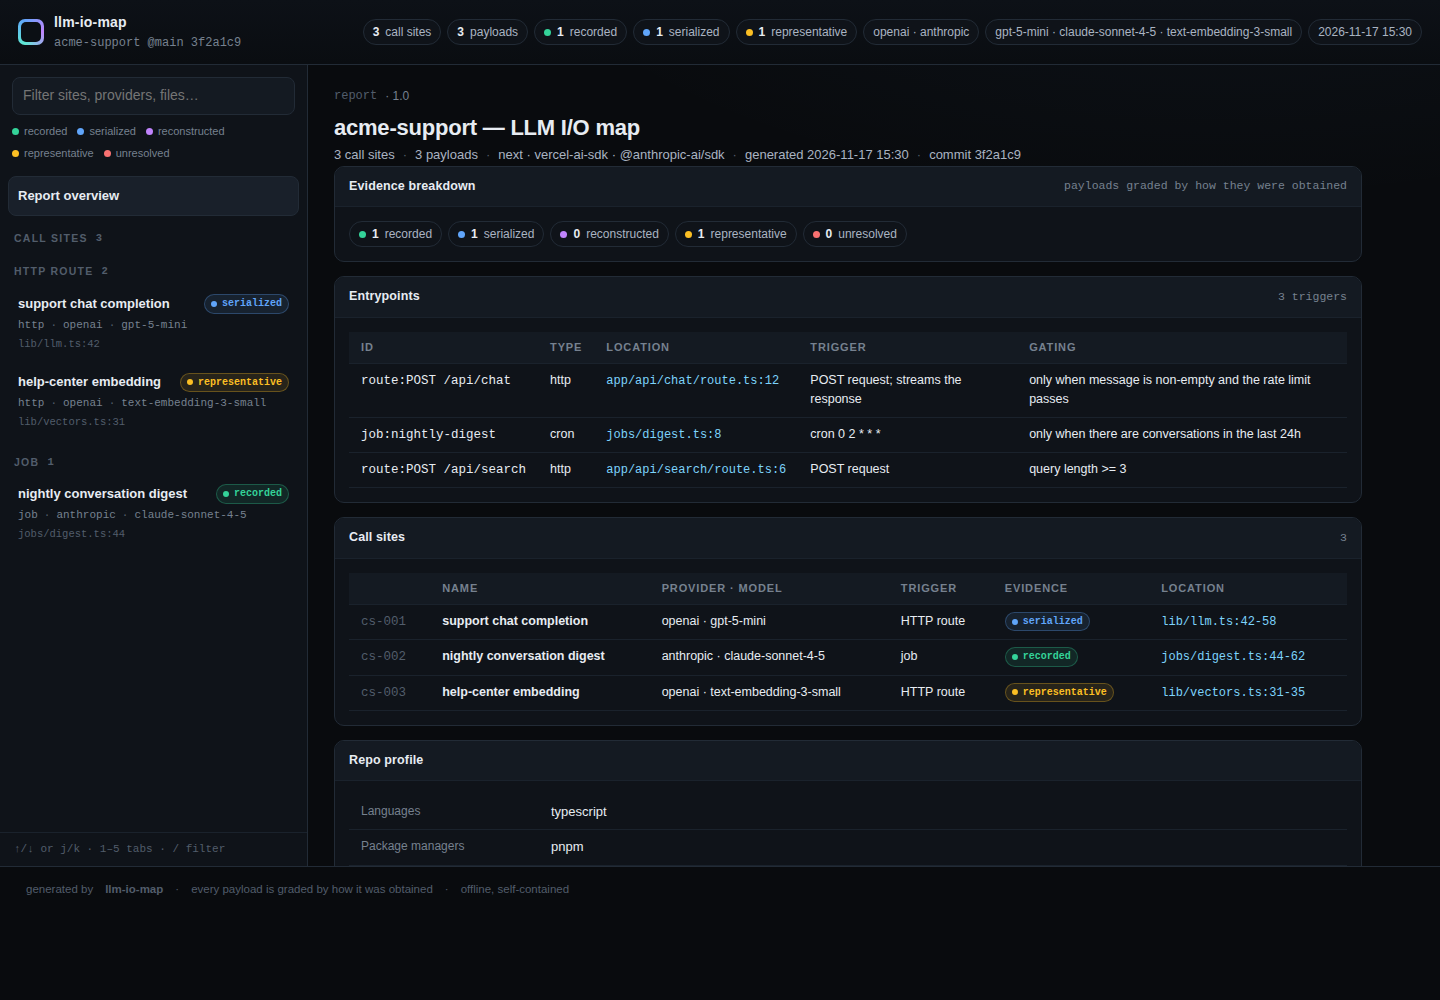 llm-io-map
acme-support @main 3f2a1c9
3 call sites
3 payloads
1 recorded
1 serialized
1 representative
openai · anthropic
gpt-5-mini · claude-sonnet-4-5 · text-embedding-3-small
2026-11-17 15:30
Filter sites, providers, files…
recorded serialized reconstructed
representative unresolved
Report overview
CALL SITES 3
HTTP ROUTE 2
support chat completion serialized
http · openai · gpt-5-mini
lib/llm.ts:42
help-center embedding representative
http · openai · text-embedding-3-small
lib/vectors.ts:31
JOB 1
nightly conversation digest recorded
job · anthropic · claude-sonnet-4-5
jobs/digest.ts:44
↑/↓ or j/k · 1–5 tabs · / filter
report · 1.0
acme-support — LLM I/O map
3 call sites · 3 payloads · next · vercel-ai-sdk · @anthropic-ai/sdk · generated 2026-11-17 15:30 · commit 3f2a1c9
Evidence breakdown payloads graded by how they were obtained
1 recorded 1 serialized 0 reconstructed 1 representative 0 unresolved
Entrypoints 3 triggers
ID TYPE LOCATION TRIGGER GATING
route:POST /api/chat http app/api/chat/route.ts:12 POST request; streams the response only when message is non-empty and the rate limit passes
job:nightly-digest cron jobs/digest.ts:8 cron 0 2 * * * only when there are conversations in the last 24h
route:POST /api/search http app/api/search/route.ts:6 POST request query length >= 3
Call sites 3
NAME PROVIDER · MODEL TRIGGER EVIDENCE LOCATION
cs-001 support chat completion openai · gpt-5-mini HTTP route serialized lib/llm.ts:42-58
cs-002 nightly conversation digest anthropic · claude-sonnet-4-5 job recorded jobs/digest.ts:44-62
cs-003 help-center embedding openai · text-embedding-3-small HTTP route representative lib/vectors.ts:31-35
Repo profile
Languages typescript
Package managers pnpm
generated by llm-io-map · every payload is graded by how it was obtained · offline, self-contained